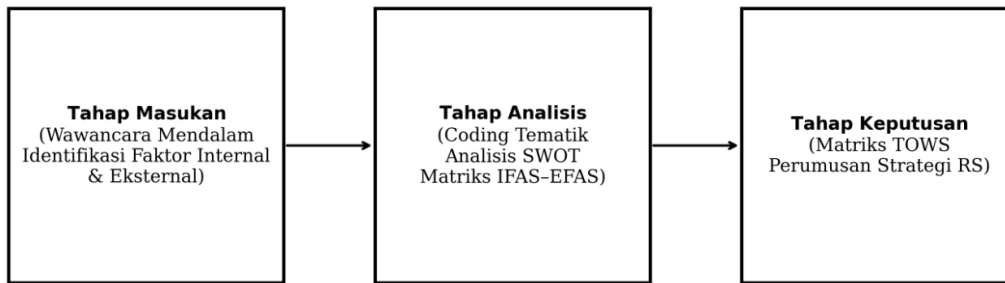 Tahap Masukan
(Wawancara Mendalam
Identifikasi Faktor Internal
& Eksternal)
Tahap Analisis
(Coding Tematik
Analisis SWOT
Matriks IFAS–EFAS)
Tahap Keputusan
(Matriks TOWS
Perumusan Strategi RS)